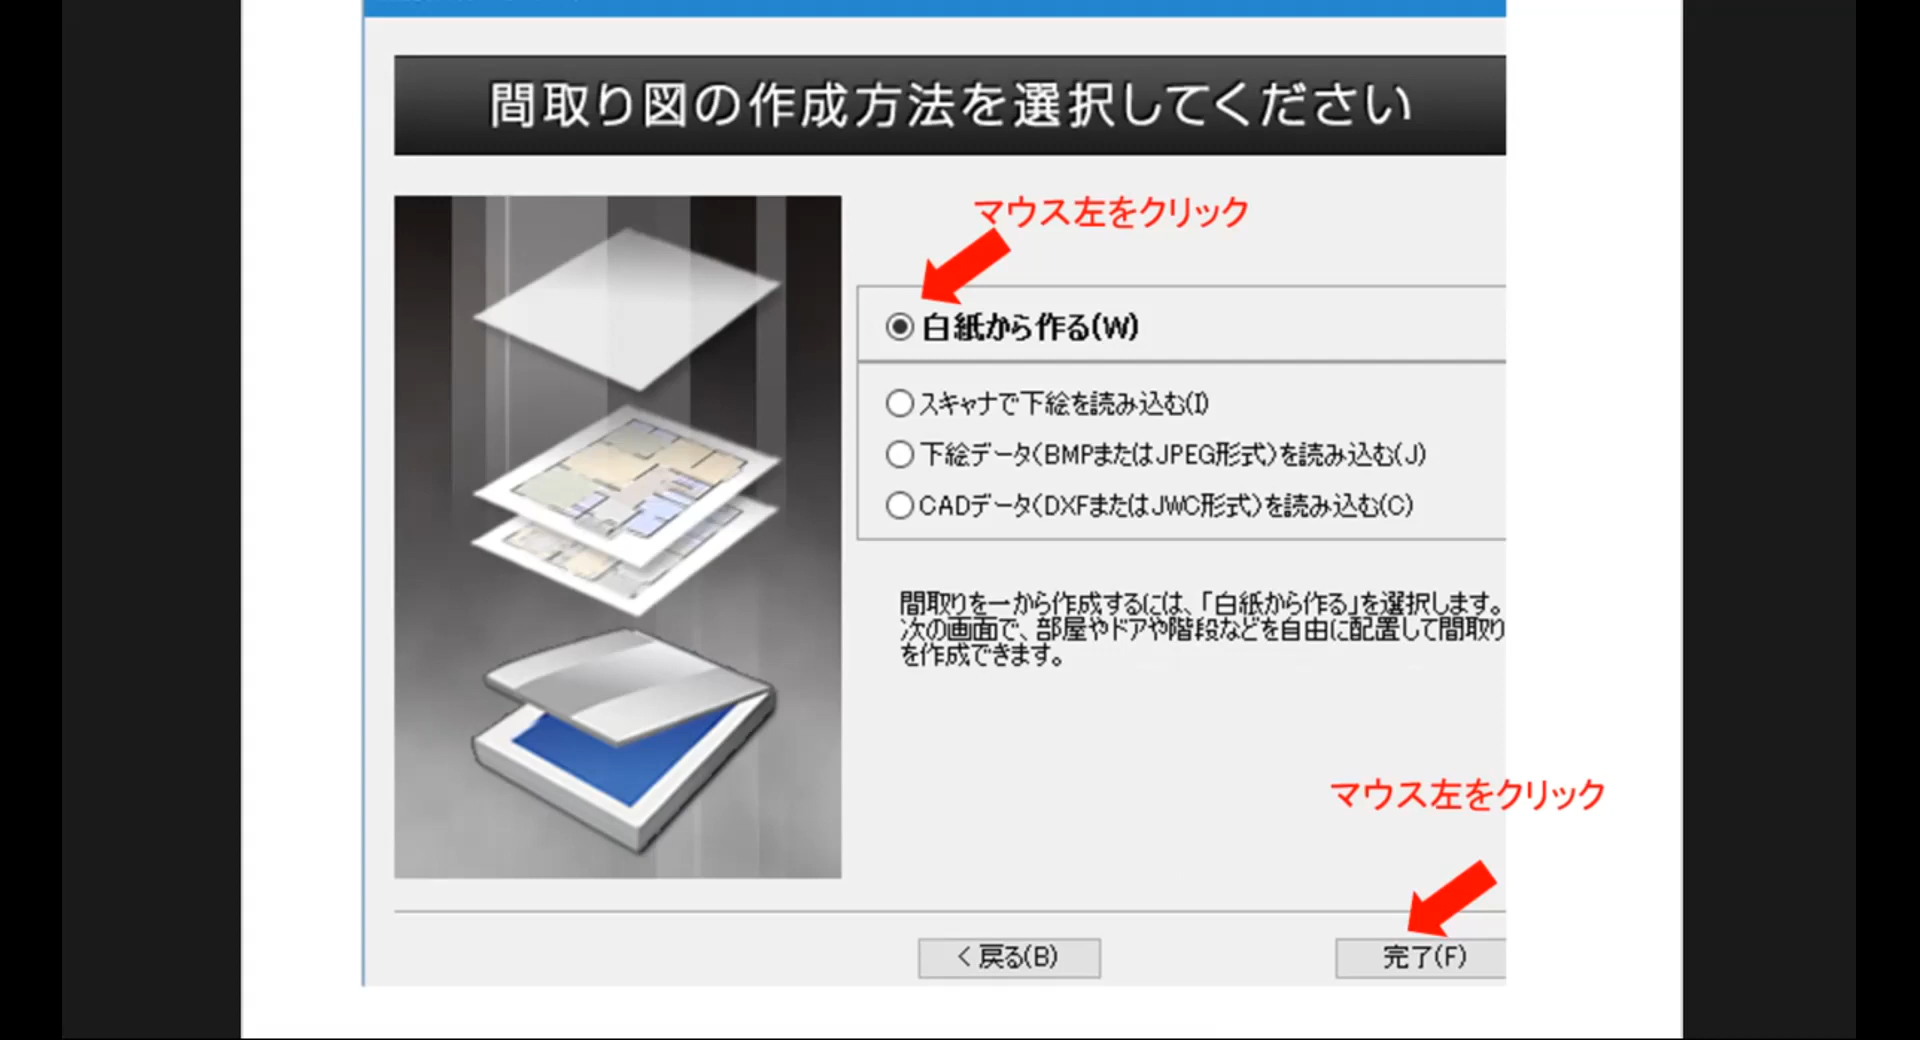 間取り図の作成方法を選択してください
マウス左をクリック
白紙から作る(W)
スキャナで下絵を読み込む(I)
下絵データ(BMPまたはJPEG形式)を読み込む(J)
CADデータ(DXFまたはJWC形式)を読み込む(C)
間取りを一から作成するには、「白紙から作る」を選択します。
次の画面で、部屋やドアや階段などを自由に配置して間取り
を作成できます。
マウス左をクリック
< 戻る(B)
完了(F)